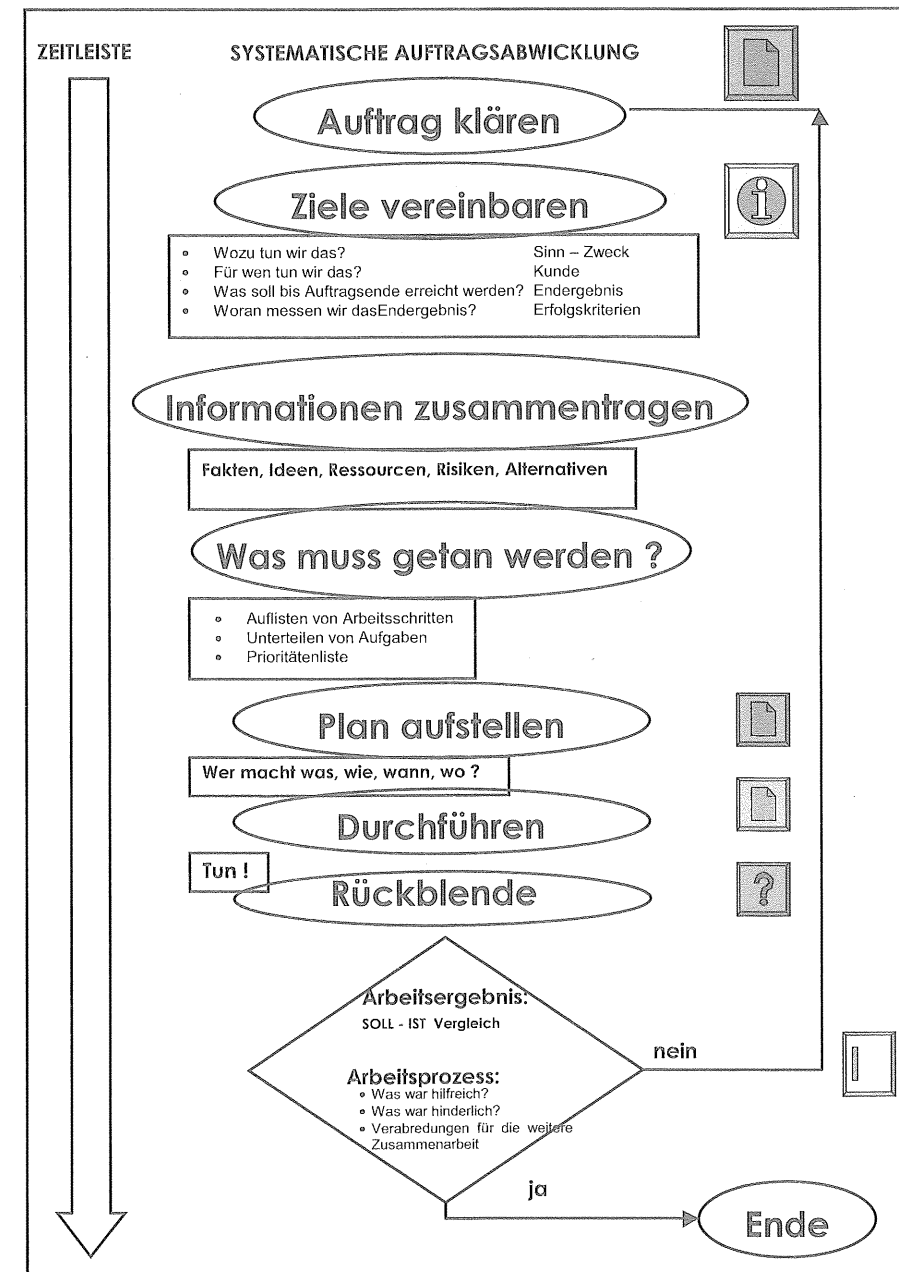 ZEITLEISTE SYSTEMATISCHE AUFTRAGSABWICKLUNG
Auftrag klären
Ziele vereinbaren
Wozu tun wir das? Sinn – Zweck
Für wen tun wir das? Kunde
Was soll bis Auftragsende erreicht werden? Endergebnis
Woran messen wir dasEndergebnis? Erfolgskriterien
Informationen zusammentragen
Fakten, Ideen, Ressourcen, Risiken, Alternativen
Was muss getan werden ?
Auflisten von Arbeitsschritten
Unterteilen von Aufgaben
Prioritätenliste
Plan aufstellen
Wer macht was, wie, wann, wo ?
Durchführen
Tun !
Rückblende
?
Arbeitsergebnis:
SOLL - IST Vergleich
nein
Arbeitsprozess:
Was war hilfreich?
Was war hinderlich?
Verabredungen für die weitere
Zusammenarbeit
ja
Ende